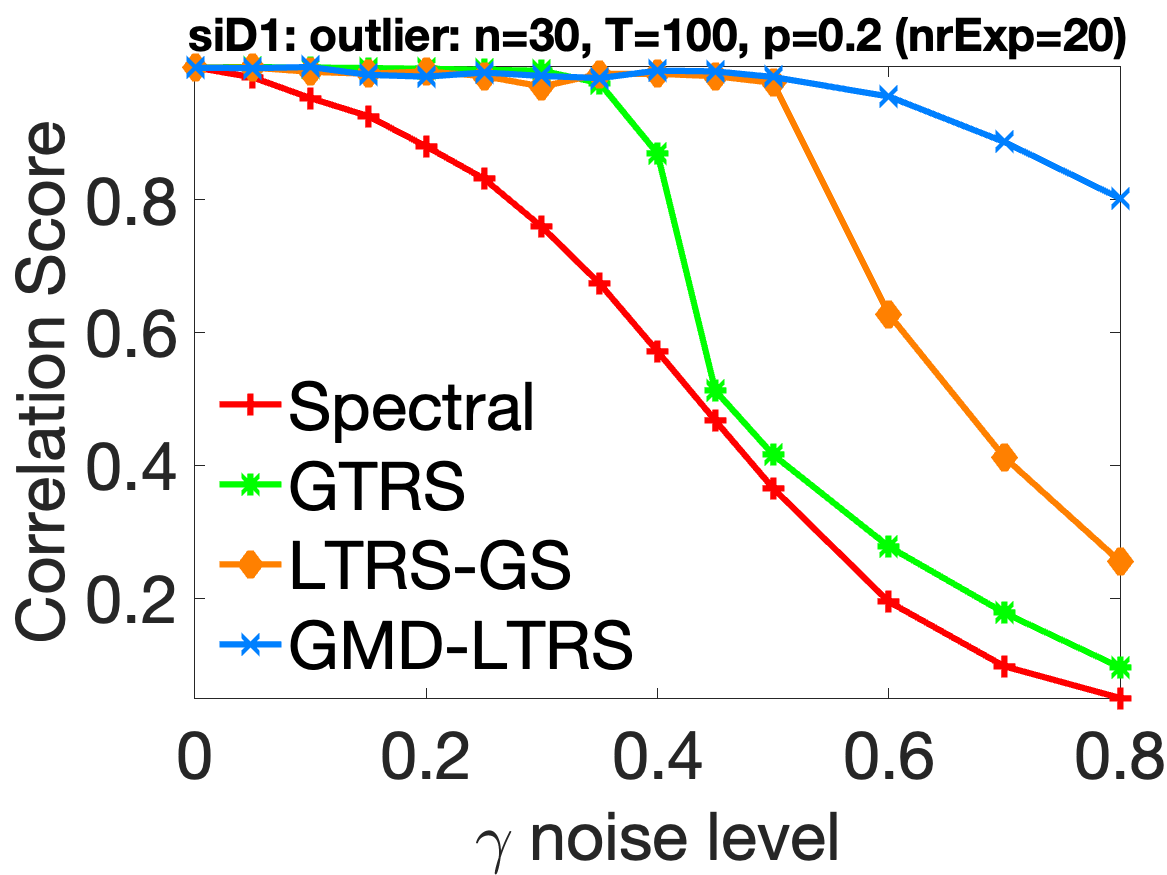 siD1: outlier: n=30, T=100, p=0.2 (nrExp=20)
Correlation Score
0.8
0.6
0.4
0.2
Spectral
GTRS
LTRS-GS
GMD-LTRS
0 0.2 0.4 0.6 0.8
γ noise level